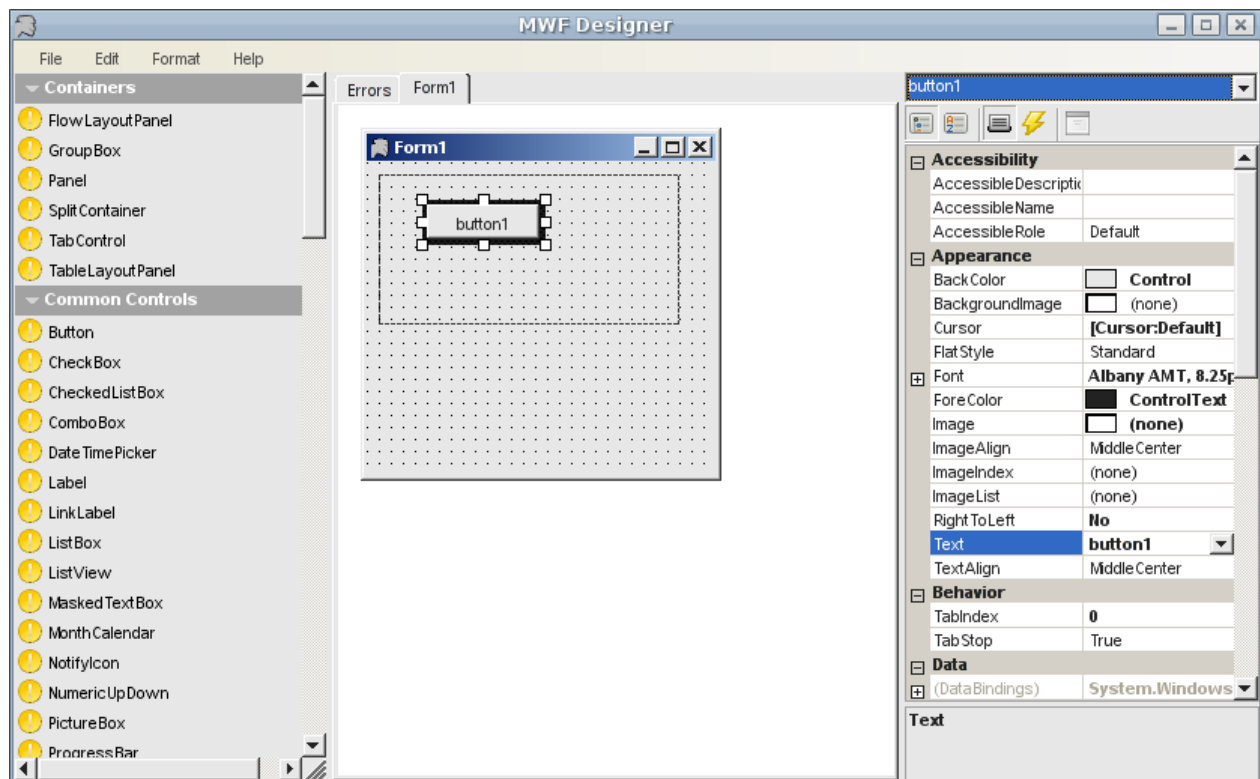 MWF Designer
File Edit Format Help
Containers
FlowLayoutPanel
GroupBox
Panel
SplitContainer
TabControl
TableLayoutPanel
Common Controls
Button
CheckBox
CheckedListBox
ComboBox
DateTimePicker
Label
LinkLabel
ListBox
ListView
MaskedTextBox
MonthCalendar
NotifyIcon
NumericUpDown
PictureBox
ProgressBar
Errors Form1
Form1
button1
button1
Accessibility
AccessibleDescriptio
AccessibleName
AccessibleRole Default
Appearance
BackColor Control
BackgroundImage (none)
Cursor [Cursor:Default]
FlatStyle Standard
Font Albany AMT, 8.25p
ForeColor ControlText
Image (none)
ImageAlign MiddleCenter
ImageIndex (none)
ImageList (none)
RightToLeft No
Text button1
TextAlign MiddleCenter
Behavior
TabIndex 0
TabStop True
Data
(DataBindings) System.Windows
Text